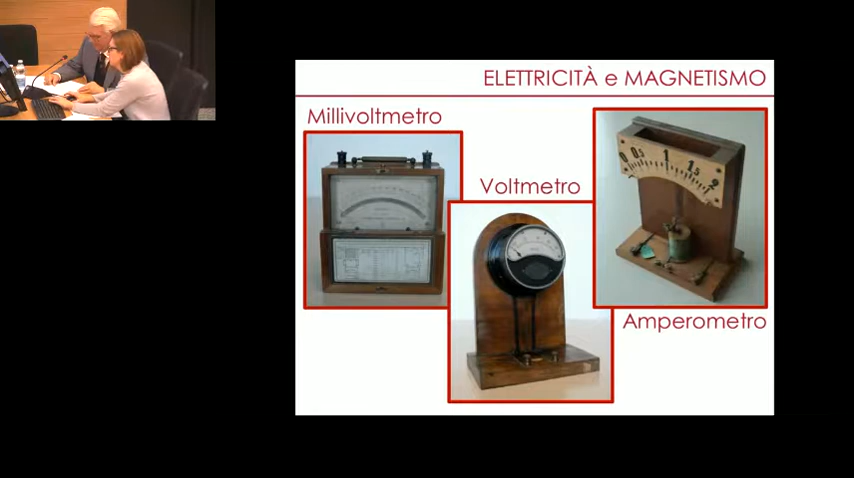 ELETTRICITÀ e MAGNETISMO
Millivoltmetro
Voltmetro
Amperometro
0 0,5 1 1,5 2